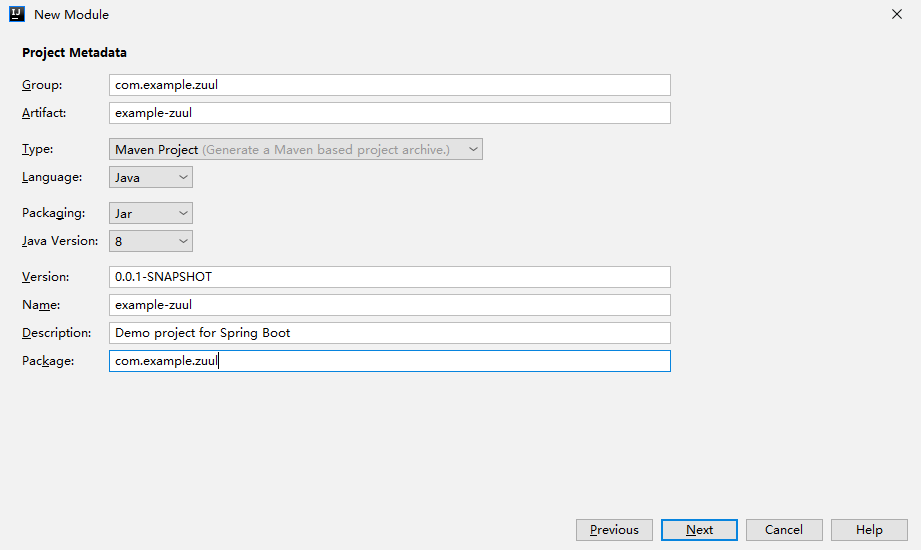 IJ New Module
Project Metadata
Group: com.example.zuul
Artifact: example-zuul
Type: Maven Project (Generate a Maven based project archive.)
Language: Java
Packaging: Jar
Java Version: 8
Version: 0.0.1-SNAPSHOT
Name: example-zuul
Description: Demo project for Spring Boot
Package: com.example.zuul
Previous Next Cancel Help